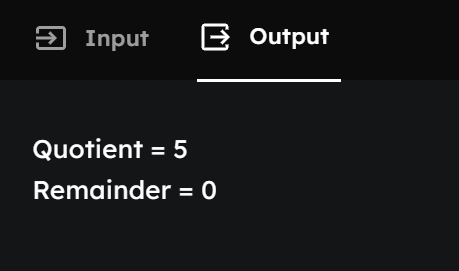 Input Output
Quotient = 5
Remainder = 0